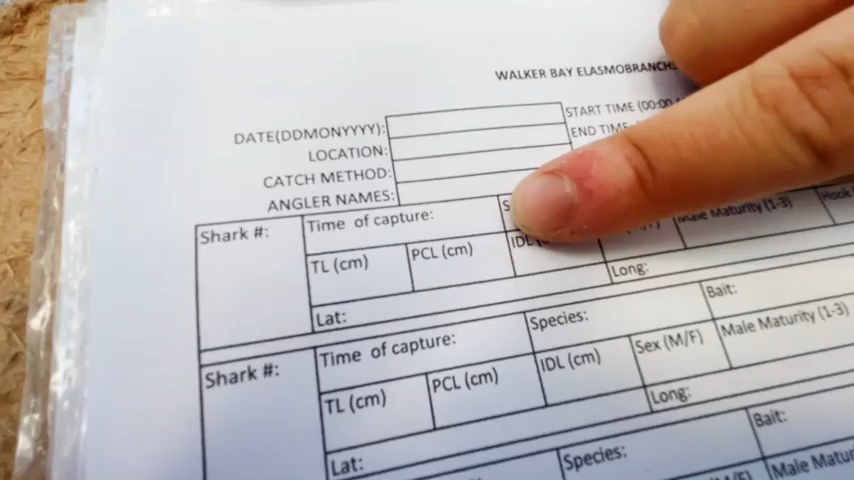 WALKER BAY ELASMOBRANCHS
DATE(DDMONYYYY): START TIME (00:00
LOCATION: END TIME:
CATCH METHOD:
ANGLER NAMES:
Shark #: Time of capture: S
TL (cm) PCL (cm) IDL Male Maturity (1-3) Hook
Lat: Long:
Shark #: Time of capture: Species: Bait:
TL (cm) PCL (cm) IDL (cm) Sex (M/F) Male Maturity (1-3)
Lat: Long:
Species: Bait:
(M/F) Male Matur